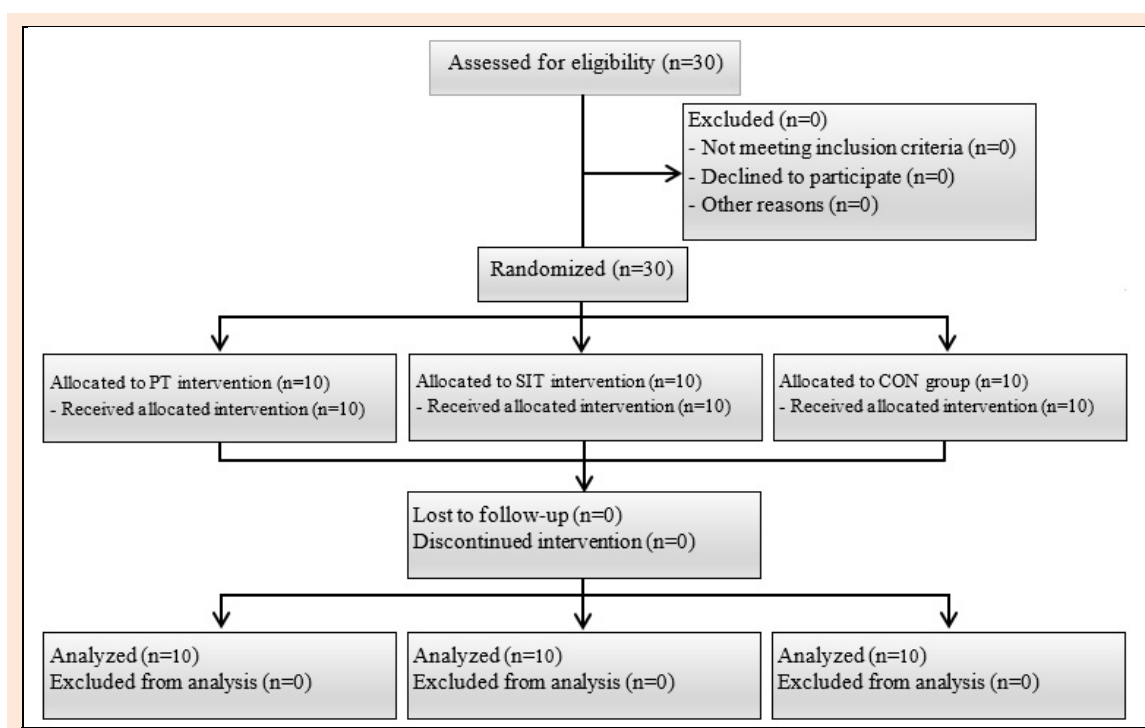 Assessed for eligibility (n=30)
Excluded (n=0)
- Not meeting inclusion criteria (n=0)
- Declined to participate (n=0)
- Other reasons (n=0)
Randomized (n=30)
Allocated to PT intervention (n=10)
- Received allocated intervention (n=10)
Allocated to SIT intervention (n=10)
- Received allocated intervention (n=10)
Allocated to CON group (n=10)
- Received allocated intervention (n=10)
Lost to follow-up (n=0)
Discontinued intervention (n=0)
Analyzed (n=10)
Excluded from analysis (n=0)
Analyzed (n=10)
Excluded from analysis (n=0)
Analyzed (n=10)
Excluded from analysis (n=0)